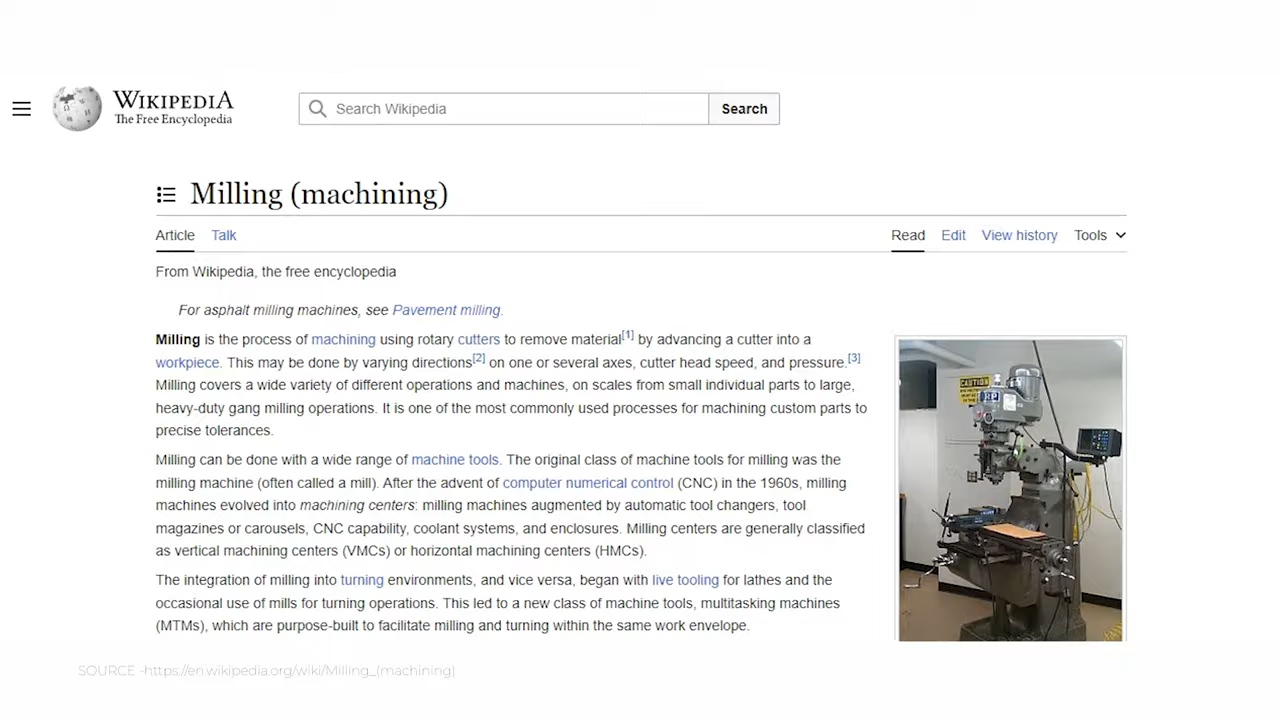 WIKIPEDIA
The Free Encyclopedia
Search Wikipedia
Search
Milling (machining)
Article Talk
Read Edit View history Tools
From Wikipedia, the free encyclopedia
For asphalt milling machines, see Pavement milling.
Milling is the process of machining using rotary cutters to remove material[1] by advancing a cutter into a
workpiece. This may be done by varying directions[2] on one or several axes, cutter head speed, and pressure.[3]
Milling covers a wide variety of different operations and machines, on scales from small individual parts to large,
heavy-duty gang milling operations. It is one of the most commonly used processes for machining custom parts to
precise tolerances.
Milling can be done with a wide range of machine tools. The original class of machine tools for milling was the
milling machine (often called a mill). After the advent of computer numerical control (CNC) in the 1960s, milling
machines evolved into machining centers: milling machines augmented by automatic tool changers, tool
magazines or carousels, CNC capability, coolant systems, and enclosures. Milling centers are generally classified
as vertical machining centers (VMCs) or horizontal machining centers (HMCs).
The integration of milling into turning environments, and vice versa, began with live tooling for lathes and the
occasional use of mills for turning operations. This led to a new class of machine tools, multitasking machines
(MTMs), which are purpose-built to facilitate milling and turning within the same work envelope.
CAUTION
SOURCE -https://en.wikipedia.org/wiki/Milling_(machining)